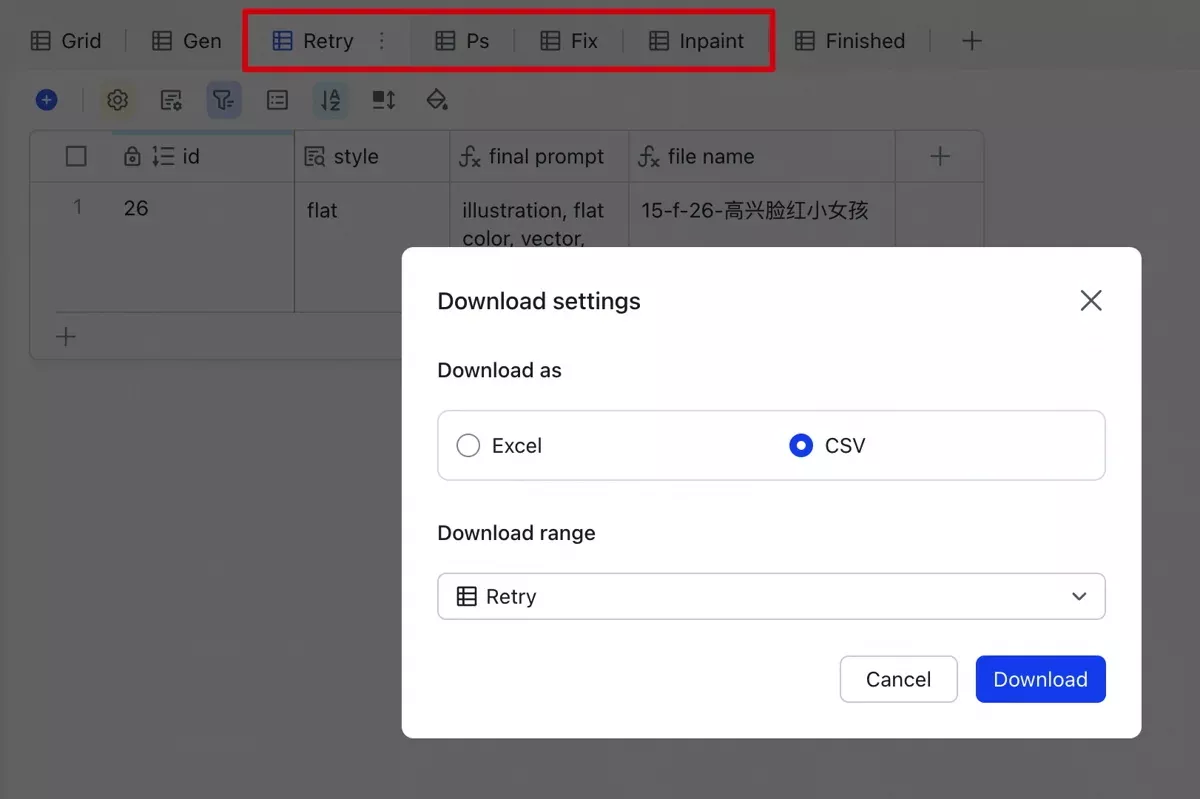 Grid
Gen
Retry
Ps
Fix
Inpaint
Finished
id
style
final prompt
file name
1
26
flat
illustration, flat
color, vector,
15-f-26-高兴脸红小女孩
Download settings
Download as
Excel
CSV
Download range
Retry
Cancel
Download